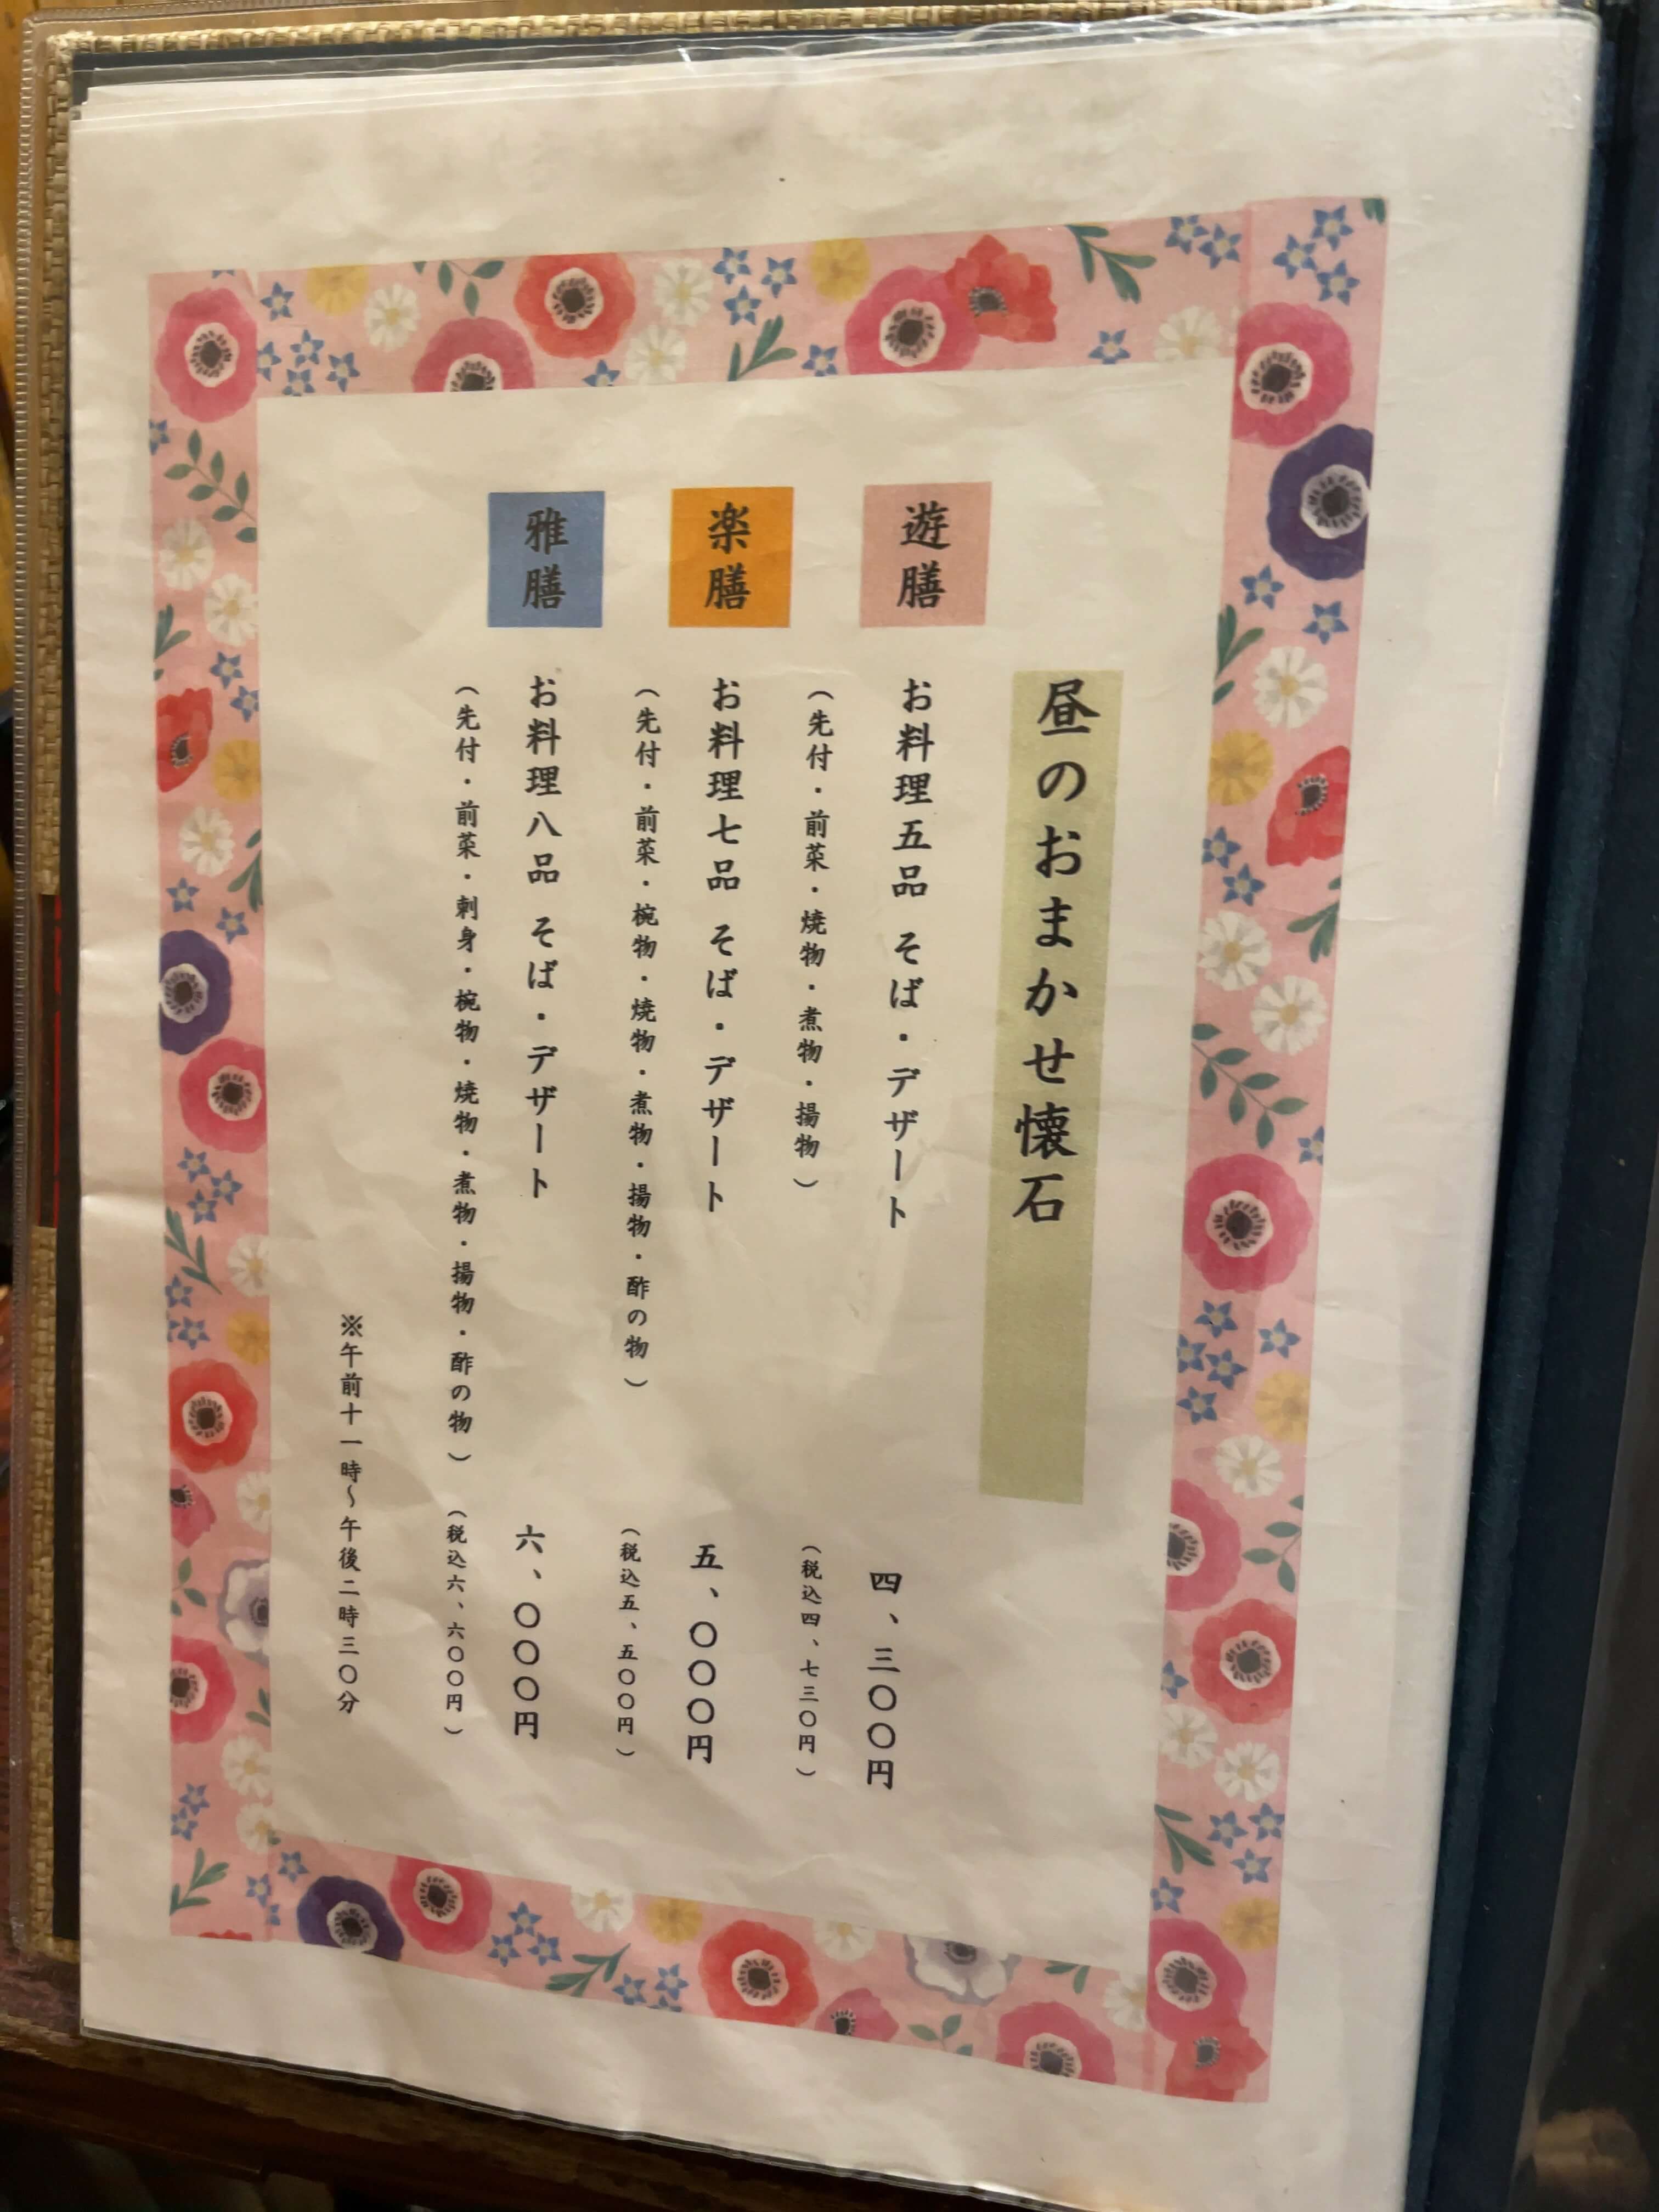 昼のおまかせ懐石
遊膳
お料理五品 そば・デザート
四、三〇〇円
（先付・前菜・焼物・煮物・揚物）
（税込四、七三〇円）
楽膳
お料理七品 そば・デザート
五、〇〇〇円
（先付・前菜・椀物・焼物・煮物・揚物・酢の物）
（税込五、五〇〇円）
雅膳
お料理八品 そば・デザート
六、〇〇〇円
（先付・前菜・刺身・椀物・焼物・煮物・揚物・酢の物）
（税込六、六〇〇円）
※午前十一時～午後二時三〇分